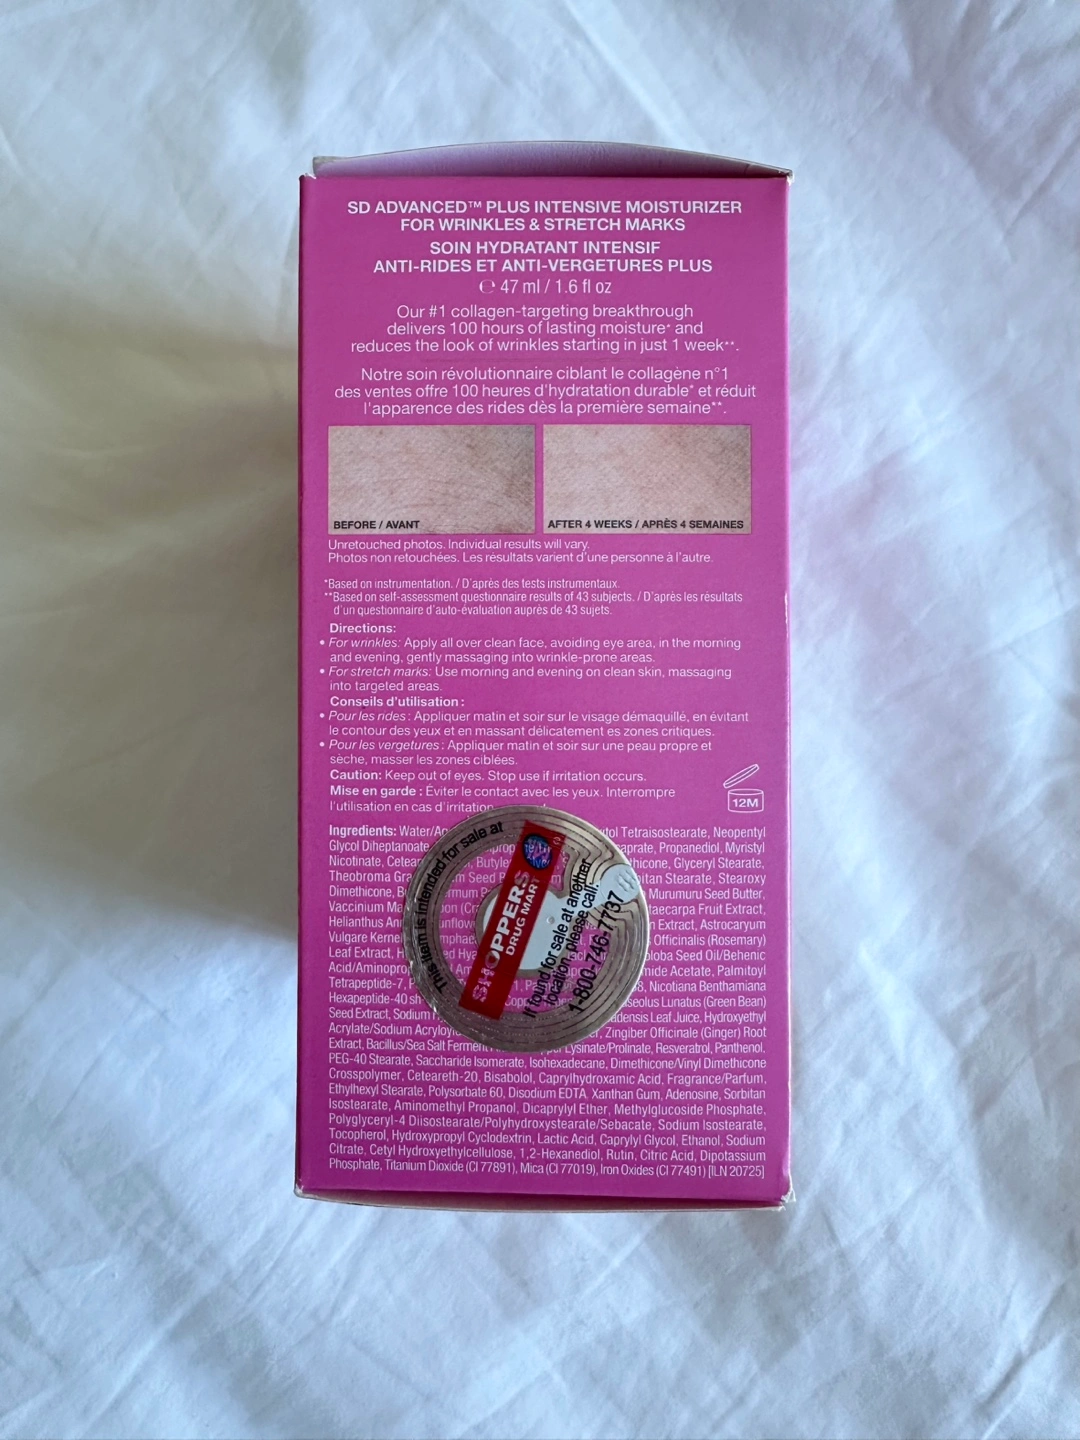 SD ADVANCED™ PLUS INTENSIVE MOISTURIZER
FOR WRINKLES & STRETCH MARKS
SOIN HYDRATANT INTENSIF
ANTI-RIDES ET ANTI-VERGETURES PLUS
℮ 47 ml / 1.6 fl oz
Our #1 collagen-targeting breakthrough
delivers 100 hours of lasting moisture* and
reduces the look of wrinkles starting in just 1 week**.
Notre soin révolutionnaire ciblant le collagène n°1
des ventes offre 100 heures d'hydratation durable* et réduit
l'apparence des rides dès la première semaine**.
BEFORE / AVANT
AFTER 4 WEEKS / APRÈS 4 SEMAINES
Unretouched photos. Individual results will vary.
Photos non retouchées. Les résultats varient d'une personne à l'autre.
*Based on instrumentation. / D'après des tests instrumentaux.
**Based on self-assessment questionnaire results of 43 subjects. / D'après les résultats
d'un questionnaire d'auto-évaluation auprès de 43 sujets.
Directions:
• For wrinkles: Apply all over clean face, avoiding eye area, in the morning
and evening, gently massaging into wrinkle-prone areas.
• For stretch marks: Use morning and evening on clean skin, massaging
into targeted areas.
Conseils d'utilisation :
• Pour les rides : Appliquer matin et soir sur le visage démaquillé, en évitant
le contour des yeux et en massant délicatement es zones critiques.
• Pour les vergetures : Appliquer matin et soir sur une peau propre et
sèche, masser les zones ciblées.
Caution: Keep out of eyes. Stop use if irritation occurs.
Mise en garde : Éviter le contact avec les yeux. Interrompre
l'utilisation en cas d'irritation
12M
Ingredients: Water/ Tetraisostearate, Neopentyl
Glycol Diheptanoate Propanediol, Myristyl
Nicotinate, Butyle Glyceryl Stearate,
Theobroma Seed Stearate, Stearoxy
Dimethicone, Murumuru Seed Butter,
Vaccinium Fruit Extract,
Helianthus Extract, Astrocaryum
Vulgare Officinalis (Rosemary)
Leaf Extract, Seed Oil/Behenic
Acid/ Acetate, Palmitoyl
Tetrapeptide-7, Nicotiana Benthamiana
Hexapeptide-40 Lunatus (Green Bean)
Seed Extract, Sodium Leaf Juice, Hydroxyethyl
Acrylate/Sodium Zingiber Officinale (Ginger) Root
Extract, Bacillus/Sea Salt Ferment Lysinate/Prolinate, Resveratrol, Panthenol,
PEG-40 Stearate, Saccharide Isomerate, Isohexadecane, Dimethicone/Vinyl Dimethicone
Crosspolymer, Ceteareth-20, Bisabolol, Caprylhydroxamic Acid, Fragrance/Parfum,
Ethylhexyl Stearate, Polysorbate 60, Disodium EDTA, Xanthan Gum, Adenosine, Sorbitan
Isostearate, Aminomethyl Propanol, Dicaprylyl Ether, Methylglucoside Phosphate,
Polyglyceryl-4 Diisostearate/Polyhydroxystearate/Sebacate, Sodium Isostearate,
Tocopherol, Hydroxypropyl Cyclodextrin, Lactic Acid, Caprylyl Glycol, Ethanol, Sodium
Citrate, Cetyl Hydroxyethylcellulose, 1,2-Hexanediol, Rutin, Citric Acid, Dipotassium
Phosphate, Titanium Dioxide (CI 77891), Mica (CI 77019), Iron Oxides (CI 77491) [ILN 20725]
This item is intended for sale at
SHOPPERS
DRUG MART
If found for sale at another
location, please call:
1-800-746-7737